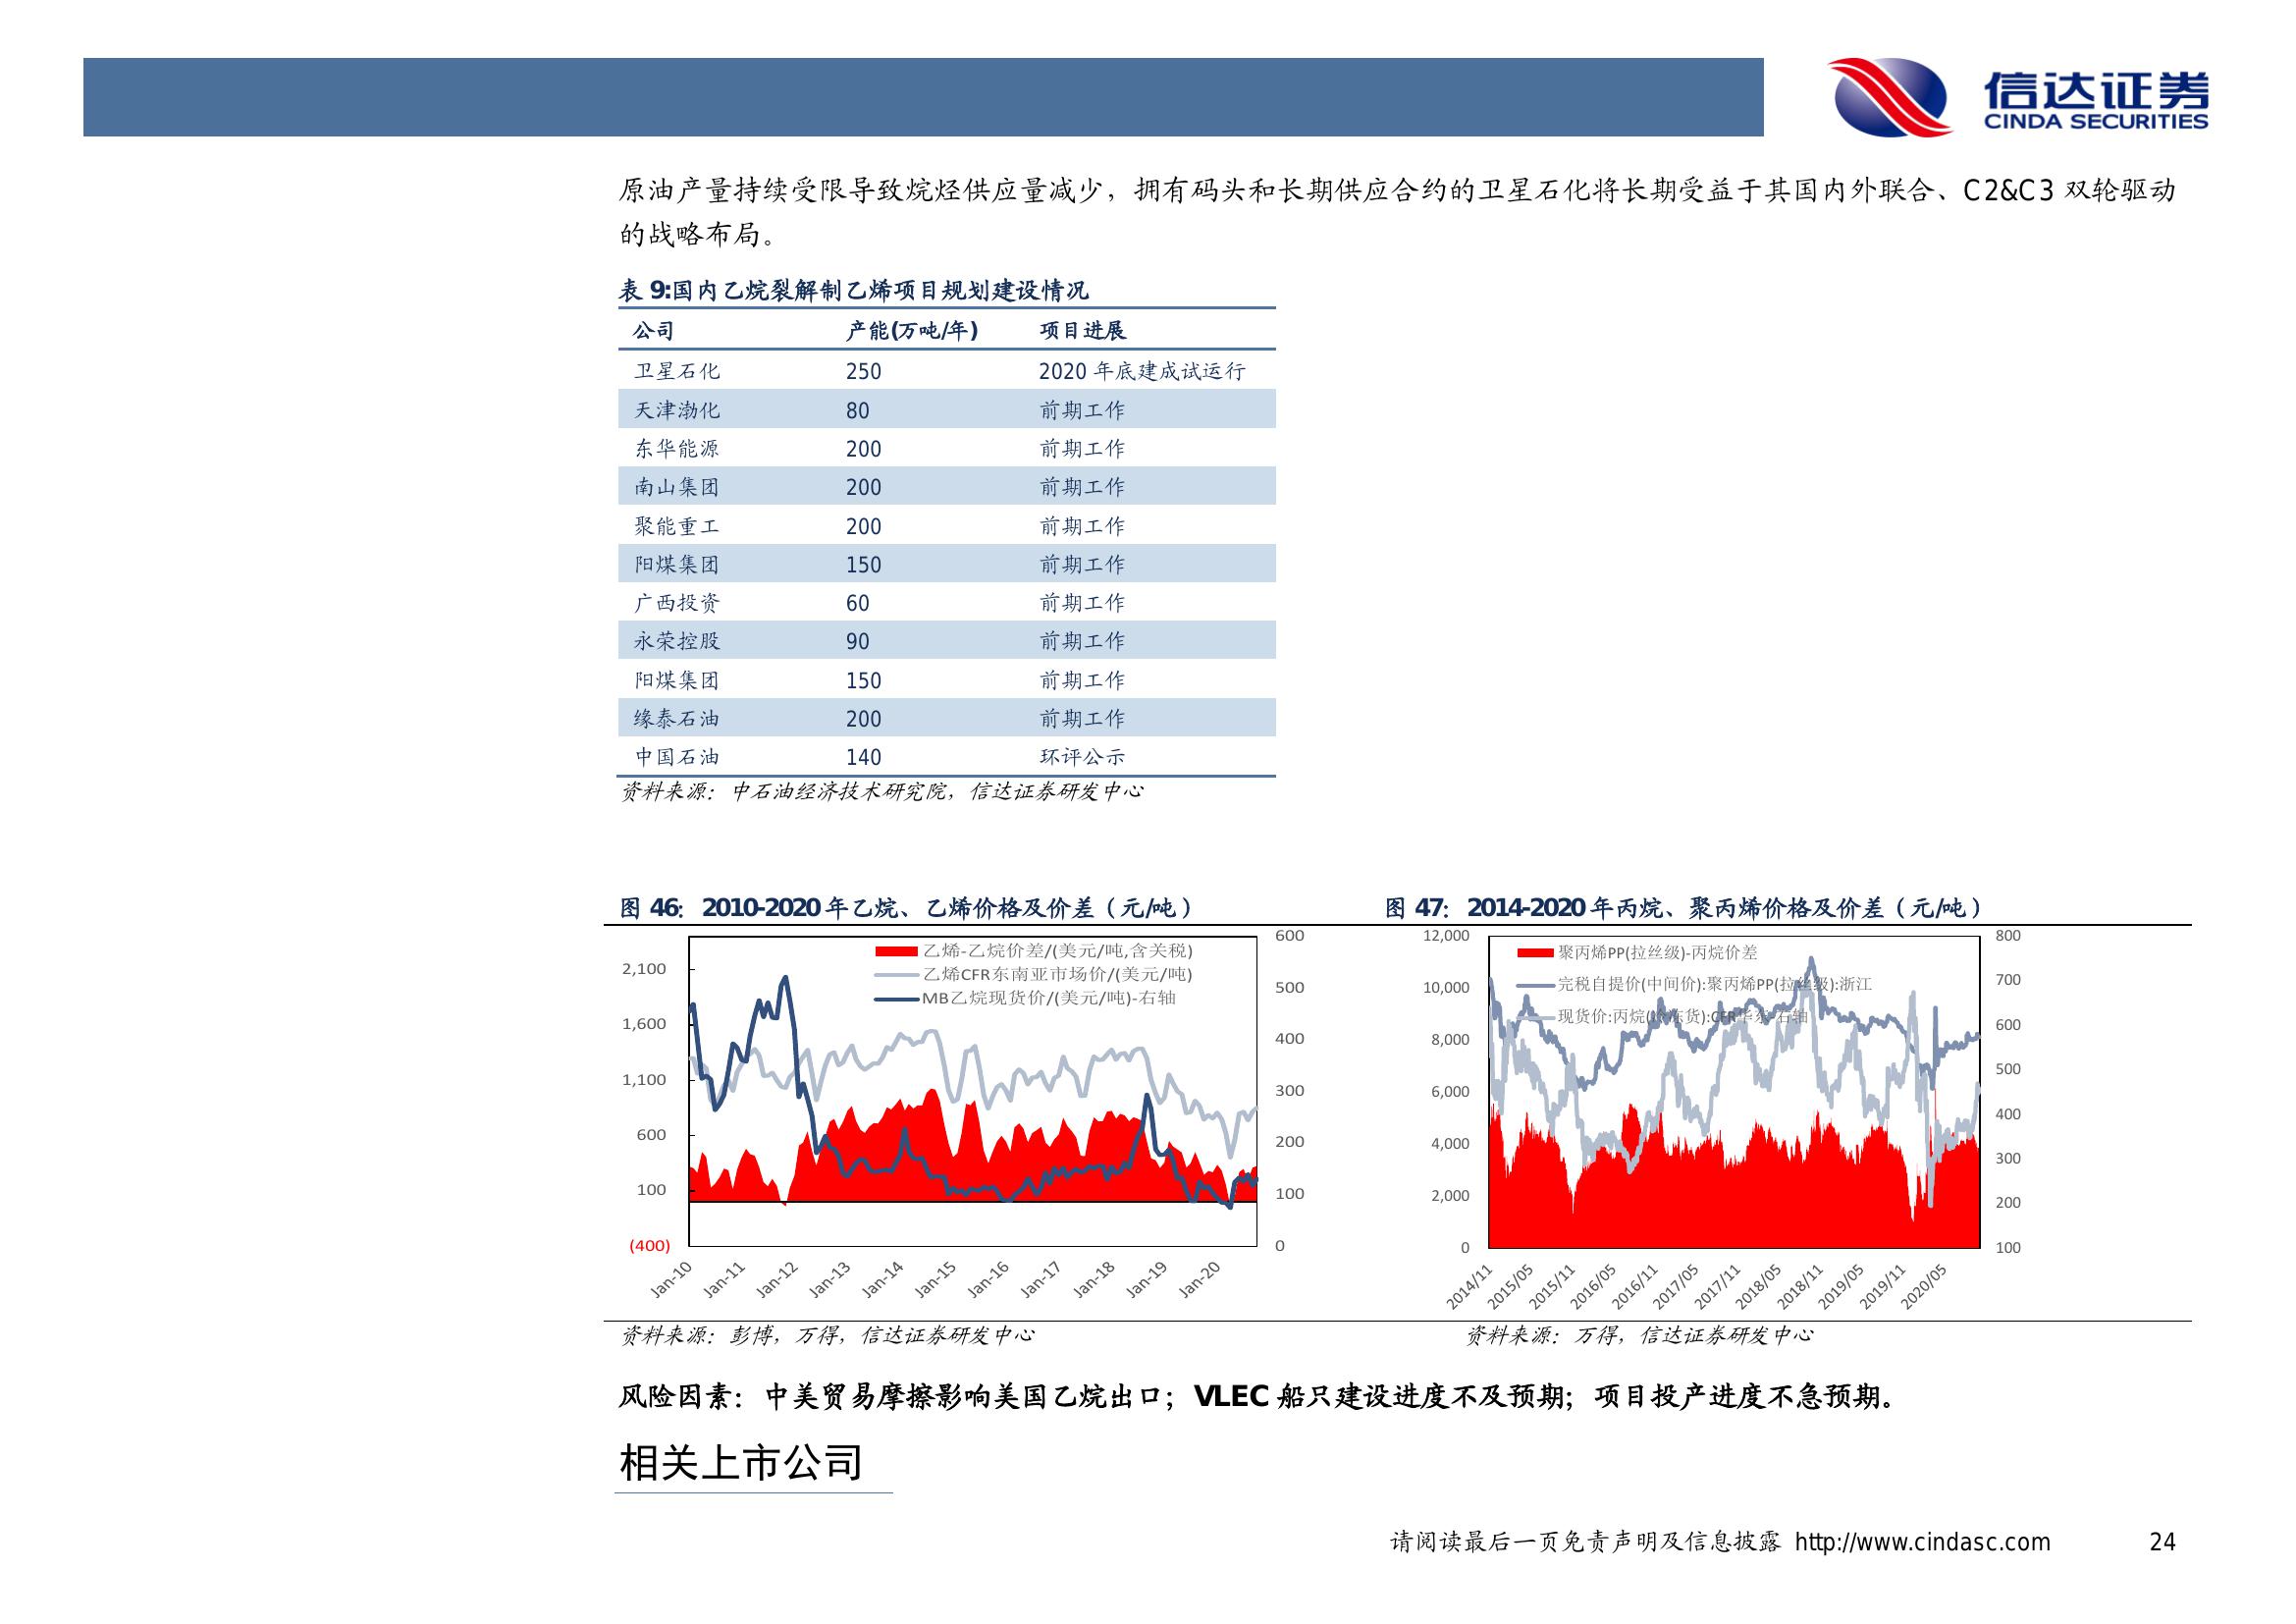 信达证券
CINDA SECURITIES
原油产量持续受限导致烷烃供应量减少，拥有码头和长期供应合约的卫星石化将长期受益于其国内外联合、C2&C3 双轮驱动
的战略布局。
表 9:国内乙烷裂解制乙烯项目规划建设情况
公司 产能(万吨/年) 项目进展
卫星石化 250 2020 年底建成试运行
天津渤化 80 前期工作
东华能源 200 前期工作
南山集团 200 前期工作
聚能重工 200 前期工作
阳煤集团 150 前期工作
广西投资 60 前期工作
永荣控股 90 前期工作
阳煤集团 150 前期工作
缘泰石油 200 前期工作
中国石油 140 环评公示
资料来源：中石油经济技术研究院，信达证券研发中心
图 46：2010-2020 年乙烷、乙烯价格及价差（元/吨）
乙烯-乙烷价差/(美元/吨,含关税)
乙烯CFR东南亚市场价/(美元/吨)
MB乙烷现货价/(美元/吨)-右轴
2,100
1,600
1,100
600
100
(400)
600
500
400
300
200
100
0
Jan-10 Jan-11 Jan-12 Jan-13 Jan-14 Jan-15 Jan-16 Jan-17 Jan-18 Jan-19 Jan-20
资料来源：彭博，万得，信达证券研发中心
图 47：2014-2020 年丙烷、聚丙烯价格及价差（元/吨）
聚丙烯PP(拉丝级)-丙烷价差
完税自提价(中间价):聚丙烯PP(拉丝级):浙江
现货价:丙烷(冷冻货):CFR华东-右轴
12,000
10,000
8,000
6,000
4,000
2,000
0
800
700
600
500
400
300
200
100
2014/11 2015/05 2015/11 2016/05 2016/11 2017/05 2017/11 2018/05 2018/11 2019/05 2019/11 2020/05
资料来源：万得，信达证券研发中心
风险因素：中美贸易摩擦影响美国乙烷出口；VLEC 船只建设进度不及预期；项目投产进度不急预期。
相关上市公司
请阅读最后一页免责声明及信息披露 http://www.cindasc.com 24